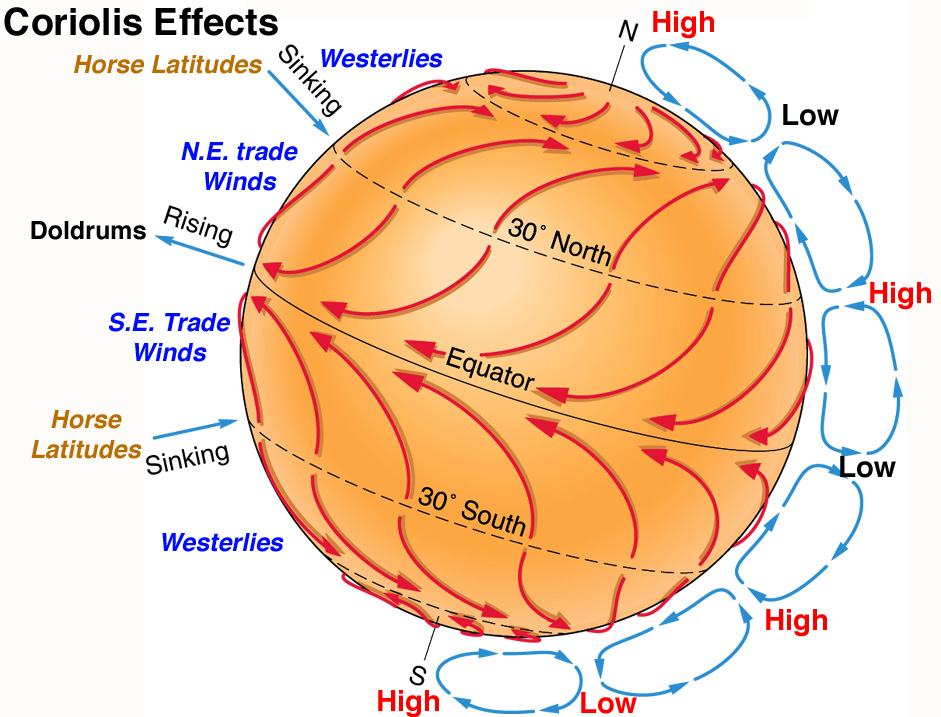 Coriolis Effects
N
High
Westerlies
Horse Latitudes
Sinking
Low
N.E. trade
Winds
Rising
Doldrums
30° North
High
S.E. Trade
Winds
Equator
Horse
Latitudes
Sinking
Low
30° South
Westerlies
High
S
High
Low